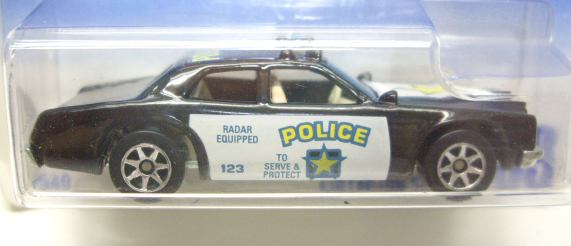 RADAR
EQUIPPED
POLICE
123
TO
SERVE &
PROTECT